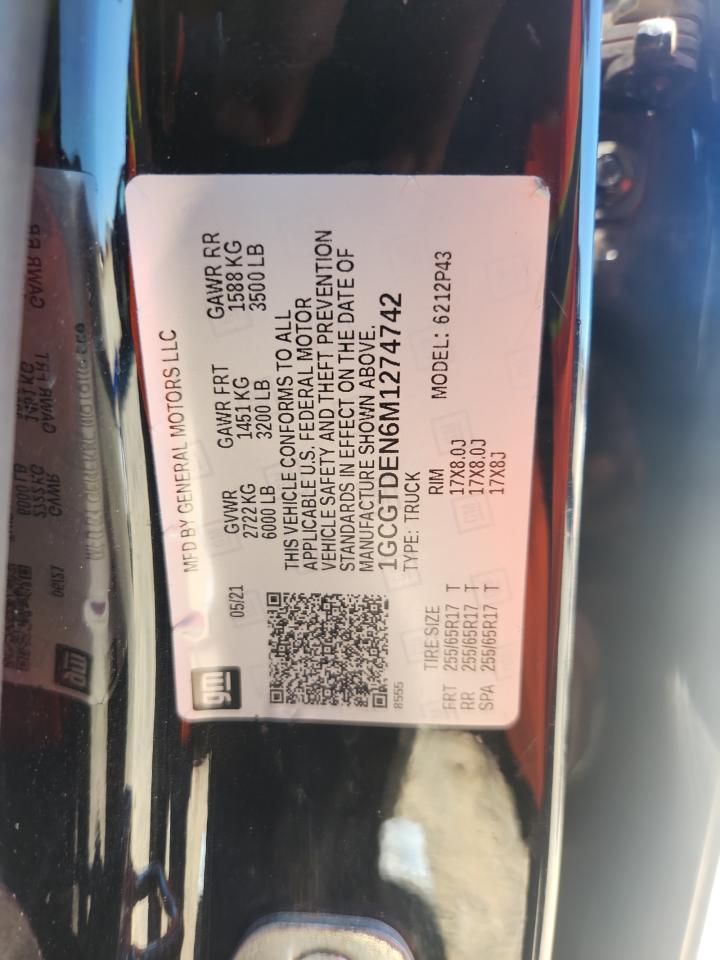 gm
MFD BY GENERAL MOTORS LLC
05/21
GVWR GAWR FRT GAWR RR
2722 KG 1451 KG 1588 KG
6000 LB 3200 LB 3500 LB
THIS VEHICLE CONFORMS TO ALL
APPLICABLE U.S. FEDERAL MOTOR
VEHICLE SAFETY AND THEFT PREVENTION
STANDARDS IN EFFECT ON THE DATE OF
MANUFACTURE SHOWN ABOVE.
1GCGTDEN6M1274742
8555
TYPE: TRUCK MODEL: 6212P43
TIRE SIZE RIM
FRT 255/65R17 T 17X8.0J
RR 255/65R17 T 17X8.0J
SPA 255/65R17 T 17X8J